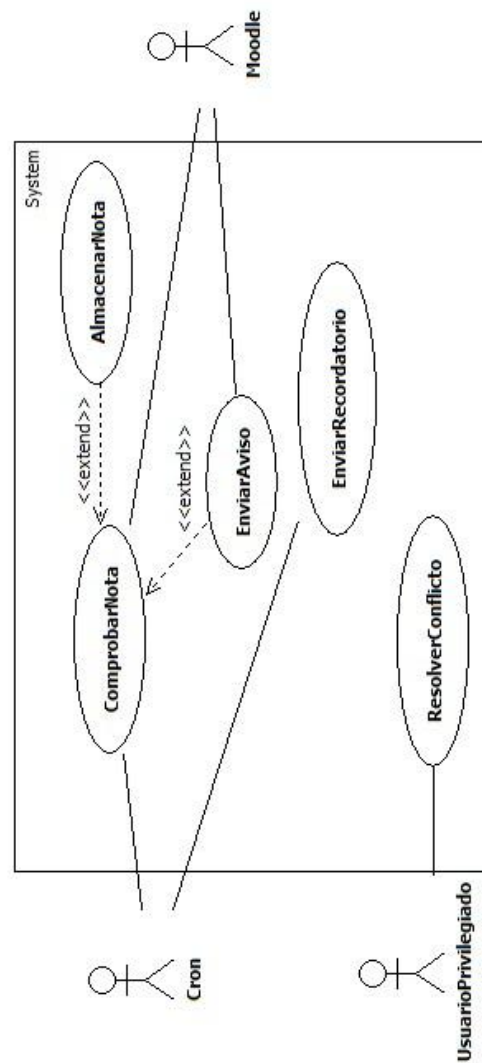 System
AlmacenarNota
<<extend>>
ComprobarNota
<<extend>>
EnviarAviso
EnviarRecordatorio
ResolverConflicto
Cron
UsuarioPrivilegiado
Moodle